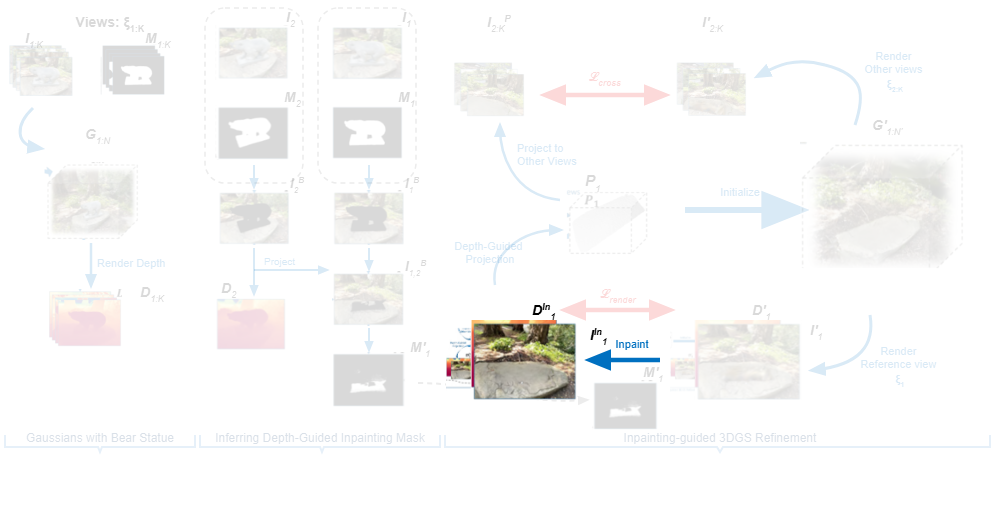 Views: ξ1:K
I1:K
M1:K
G1:N
Render Depth
D1:K
I2
I1
M2
M1
I2B
I1B
Project
I1,2B
D2
M'1
I2:KP
I'2:K
ℒcross
Render
Other views
ξ2:K
G'1:N'
Project to
Other Views
P1
P1
Initialize
Depth-Guided
Projection
DIn1
ℒrender
D'1
IIn1
Inpaint
I'1
M'1
Render
Reference view
ξ1
Gaussians with Bear Statue
Inferring Depth-Guided Inpainting Mask
Inpainting-guided 3DGS Refinement